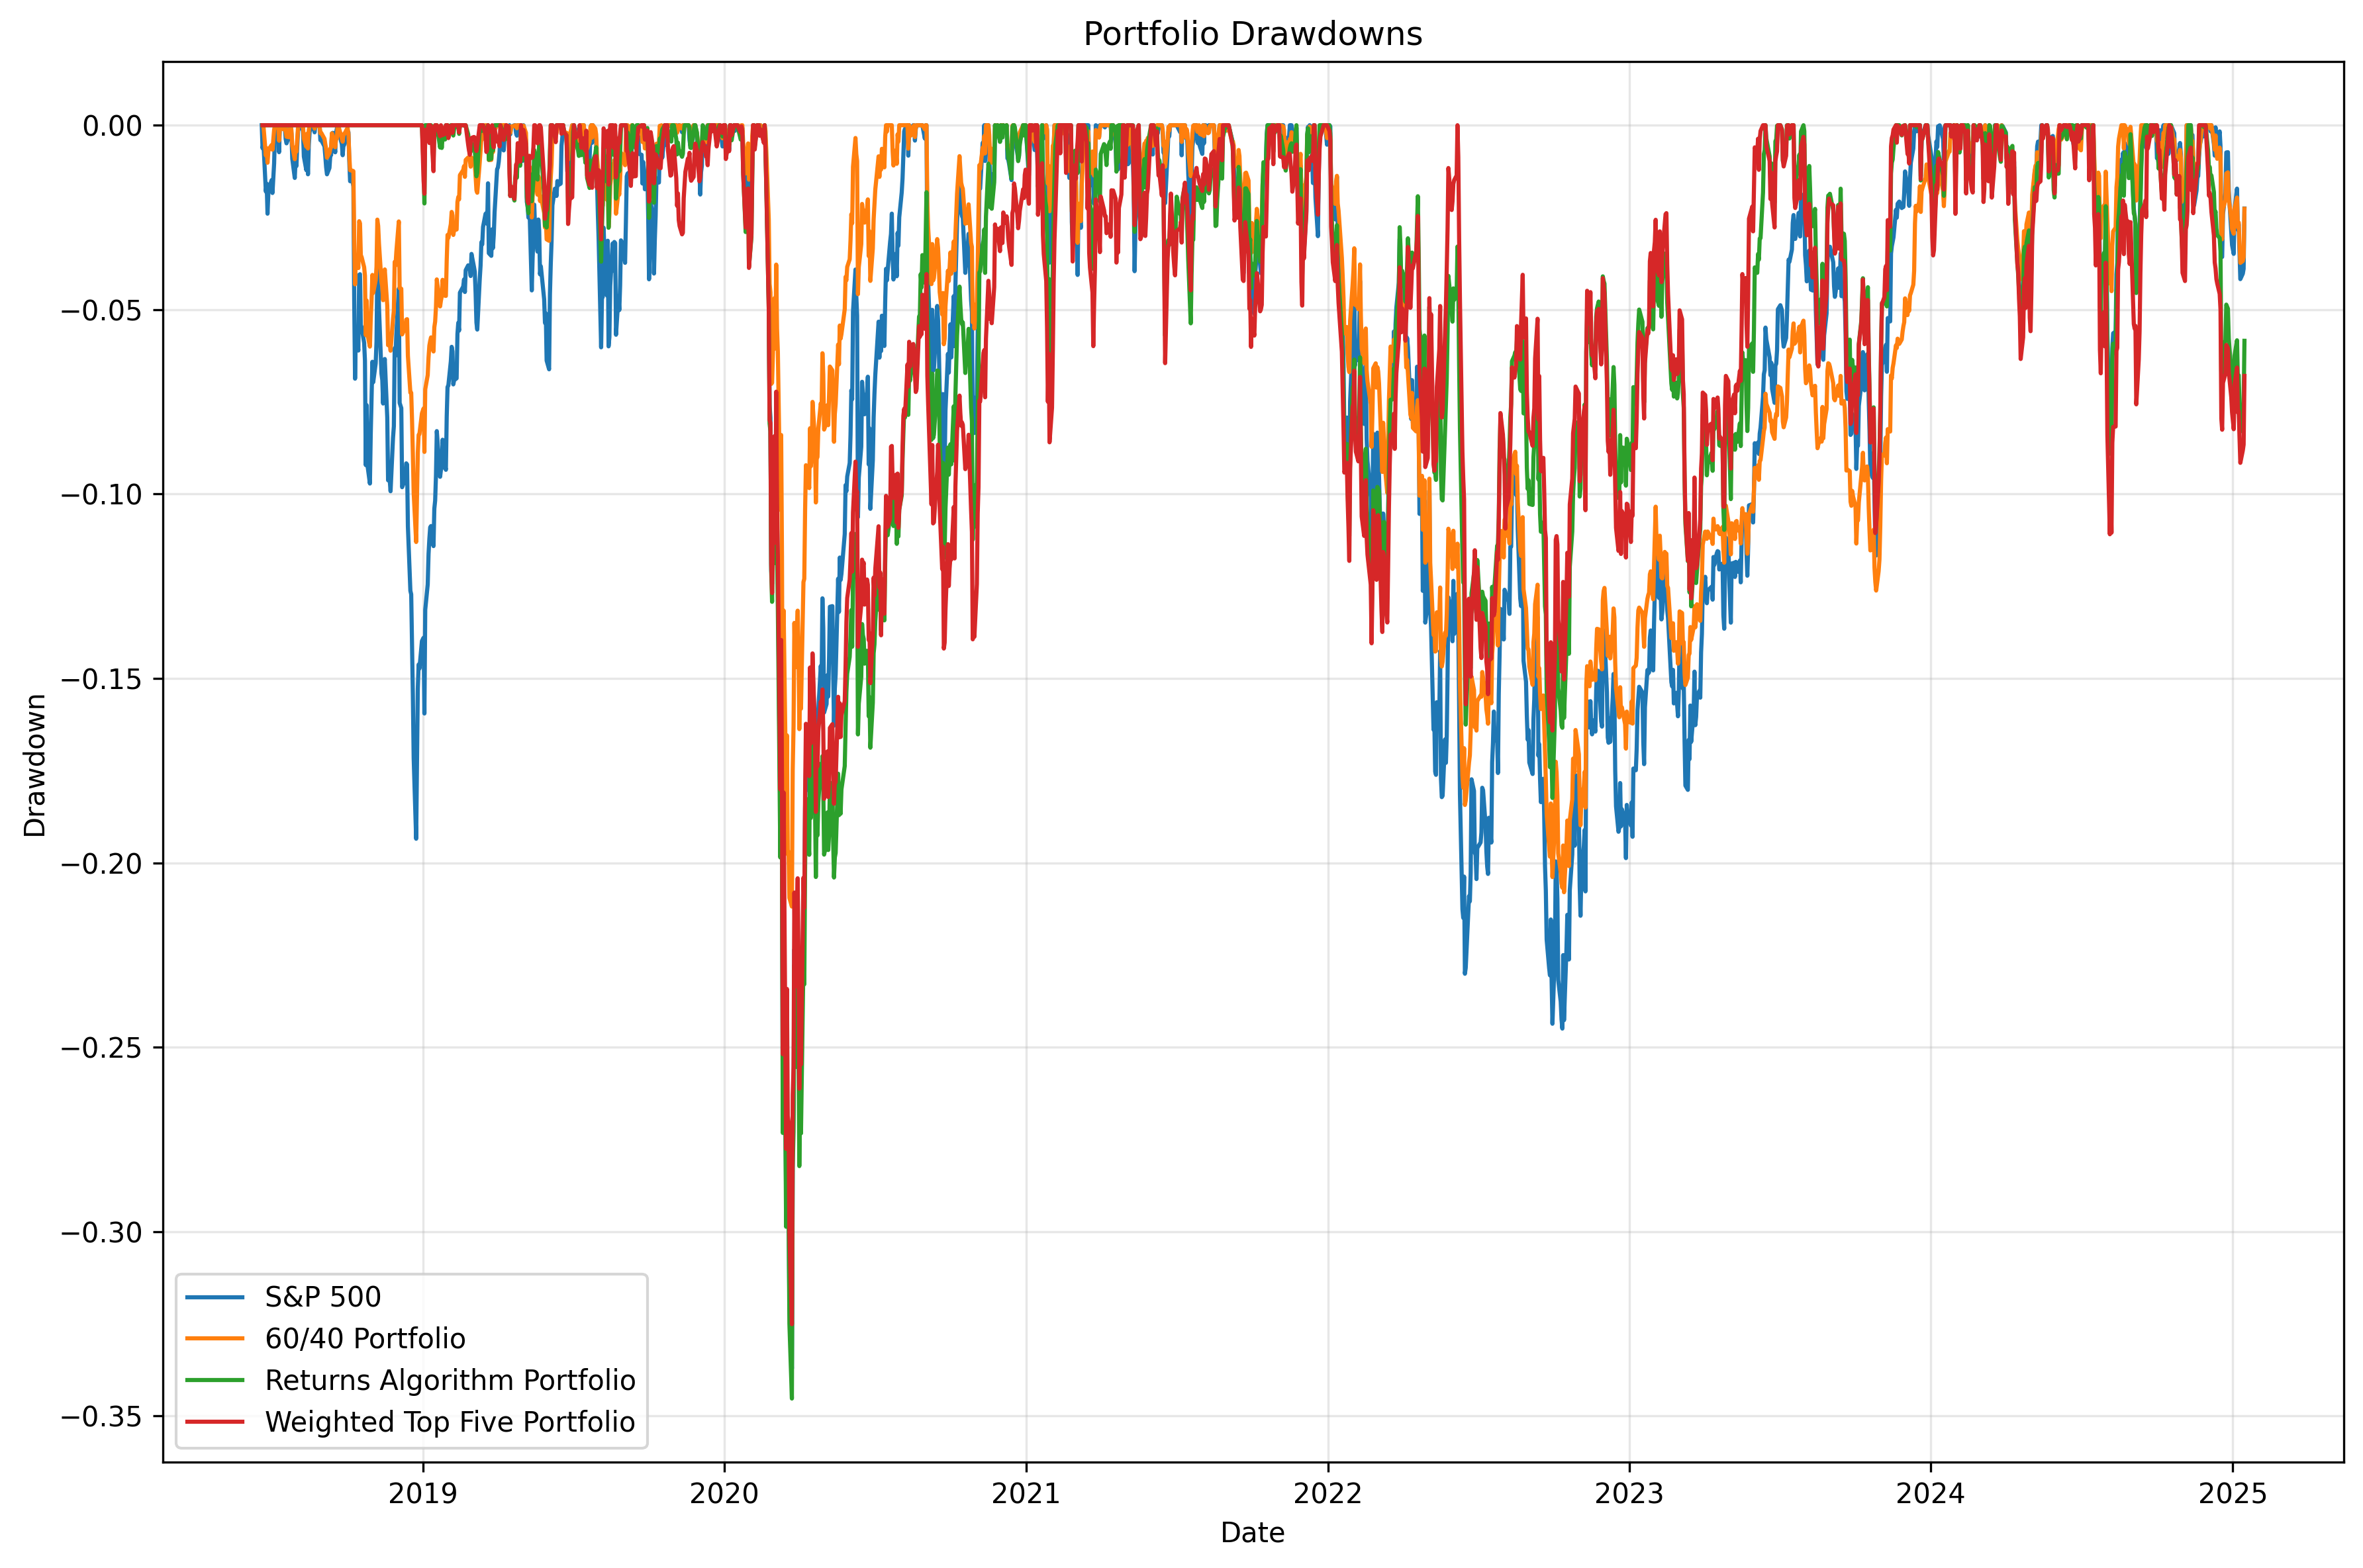 Portfolio Drawdowns
Drawdown
0.00
−0.05
−0.10
−0.15
−0.20
−0.25
−0.30
−0.35
S&P 500
60/40 Portfolio
Returns Algorithm Portfolio
Weighted Top Five Portfolio
2019 2020 2021 2022 2023 2024 2025
Date